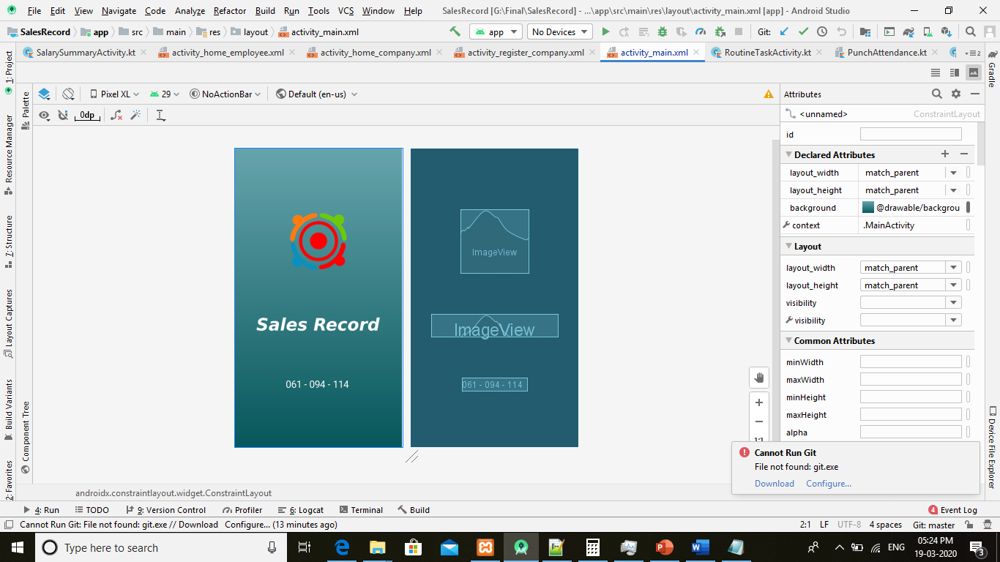 File Edit View Navigate Code Analyze Refactor Build Run Tools VCS Window Help SalesRecord [G:\Final\SalesRecord] - ...\app\src\main\res\layout\activity_main.xml [app] - Android Studio
SalesRecord app src main res layout activity_main.xml app No Devices Git:
SalarySummaryActivity.kt activity_home_employee.xml activity_home_company.xml activity_register_company.xml activity_main.xml RoutineTaskActivity.kt PunchAttendance.kt 2
1: Project
Resource Manager
7: Structure
Layout Captures
Build Variants
2: Favorites
Palette
Component Tree
Pixel XL 29 NoActionBar Default (en-us)
0dp
Sales Record
061 - 094 - 114
ImageView
ImageView
061 - 094 - 114
1:1
androidx.constraintlayout.widget.ConstraintLayout
Attributes
<unnamed> ConstraintLayout
id
Declared Attributes
layout_width match_parent
layout_height match_parent
background @drawable/backgrou
context .MainActivity
Layout
layout_width match_parent
layout_height match_parent
visibility
visibility
Common Attributes
minWidth
maxWidth
minHeight
maxHeight
alpha
Cannot Run Git
File not found: git.exe
Download Configure...
Gradle
Device File Explorer
4: Run TODO 9: Version Control Profiler 6: Logcat Terminal Build 4 Event Log
Cannot Run Git: File not found: git.exe // Download Configure... (13 minutes ago) 2:1 LF UTF-8 4 spaces Git: master
Type here to search ENG 05:24 PM
19-03-2020 3